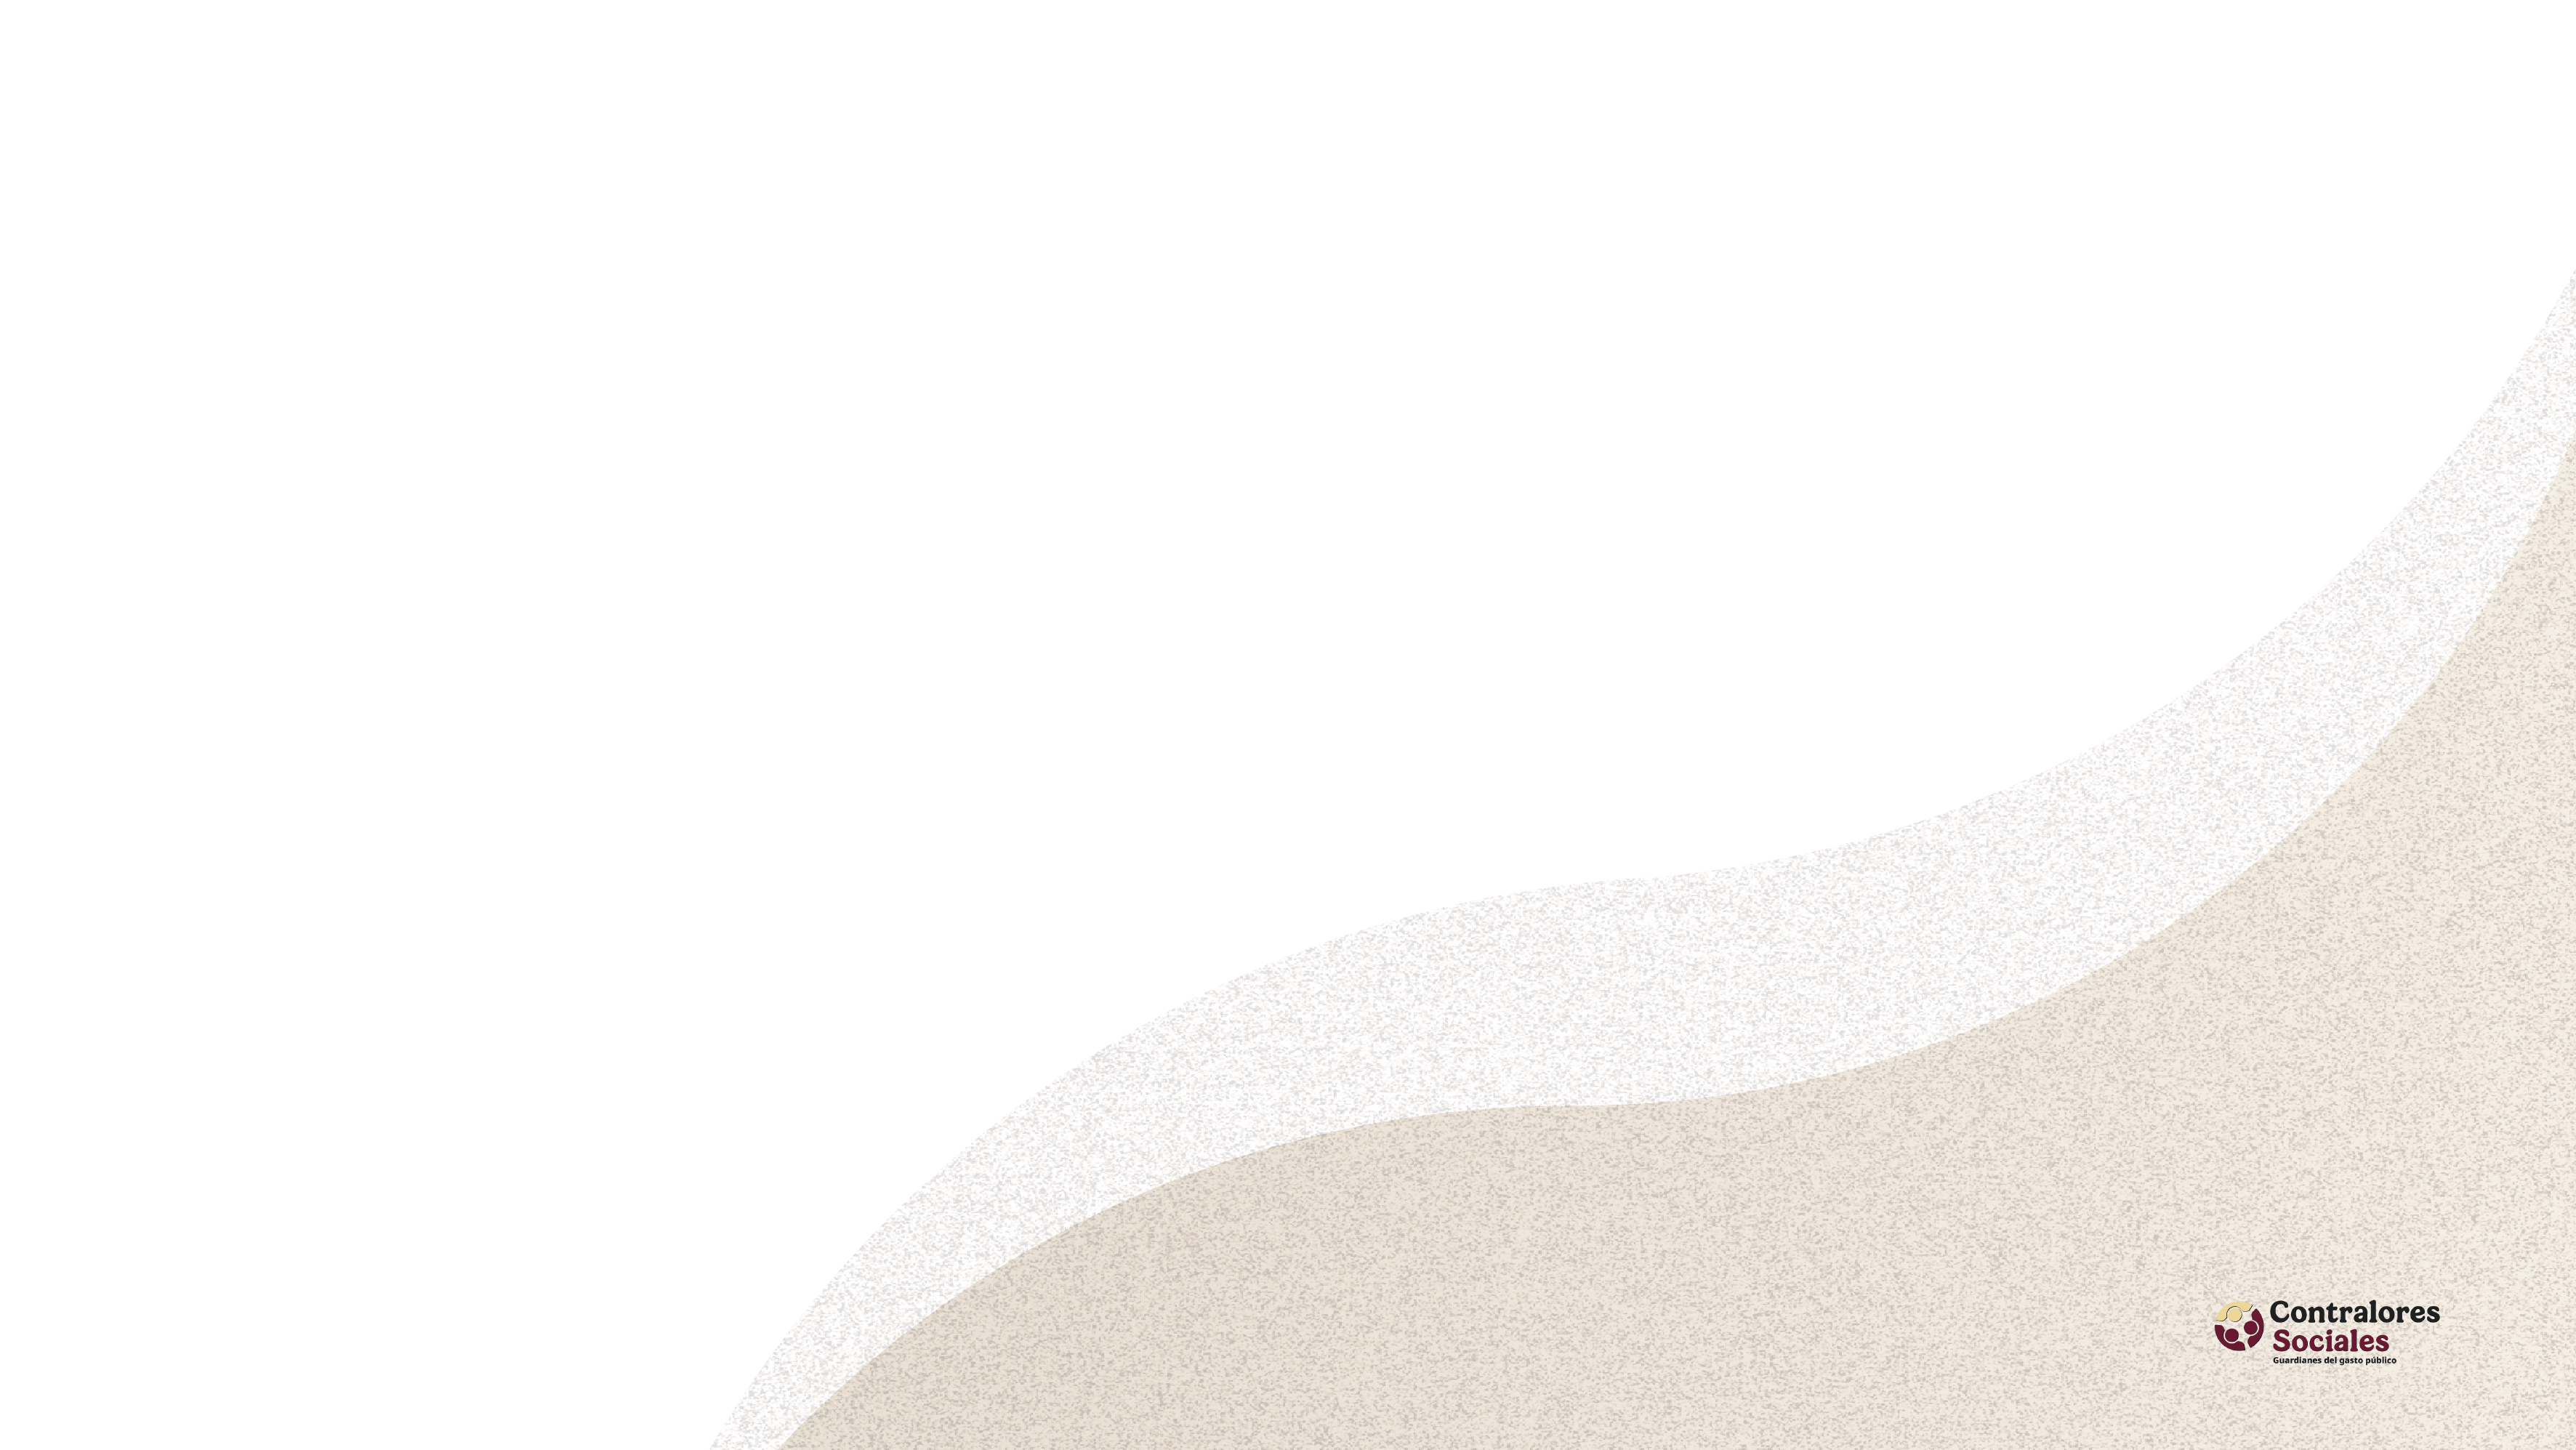 Contralores
Sociales
Guardianes del gasto público